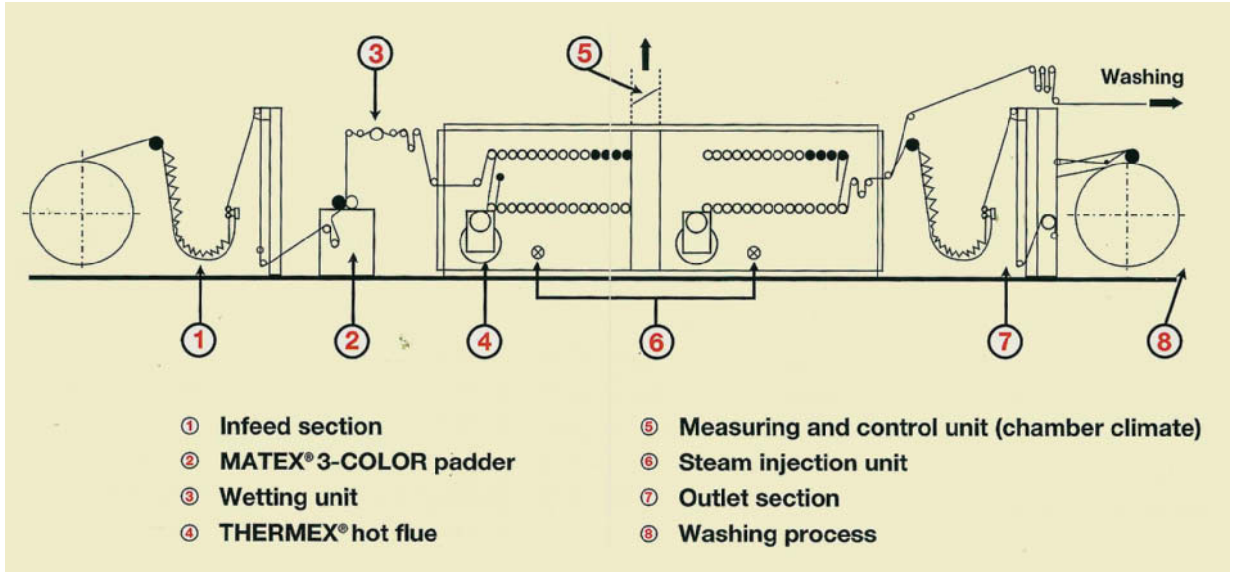 3
5
Washing
1
2
4
6
7
8
1 Infeed section
2 MATEX® 3-COLOR padder
3 Wetting unit
4 THERMEX® hot flue
5 Measuring and control unit (chamber climate)
6 Steam injection unit
7 Outlet section
8 Washing process